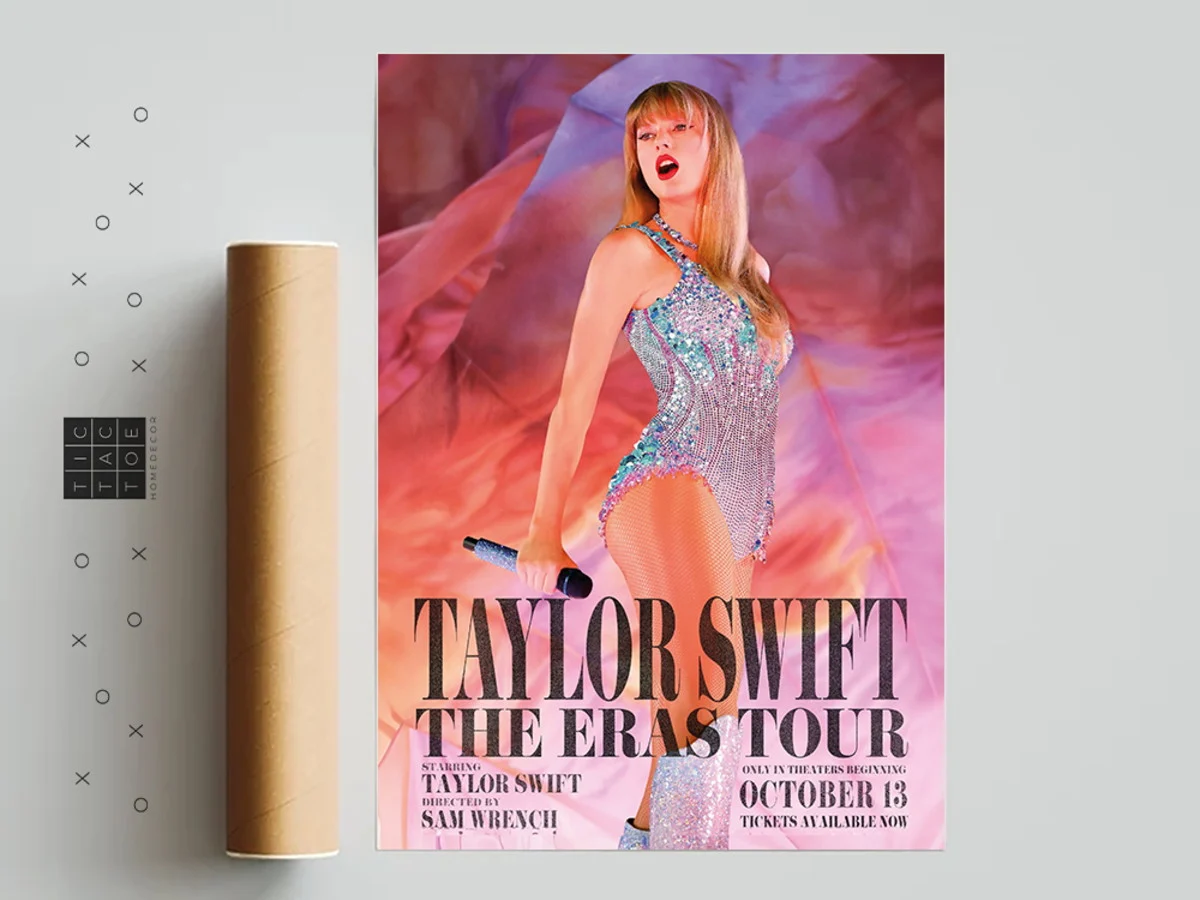 TIC
TAC
TOE
HOMEDECOR
TAYLOR SWIFT
THE ERAS TOUR
STARRING
TAYLOR SWIFT
DIRECTED BY
SAM WRENCH
ONLY IN THEATERS BEGINNING
OCTOBER 13
TICKETS AVAILABLE NOW